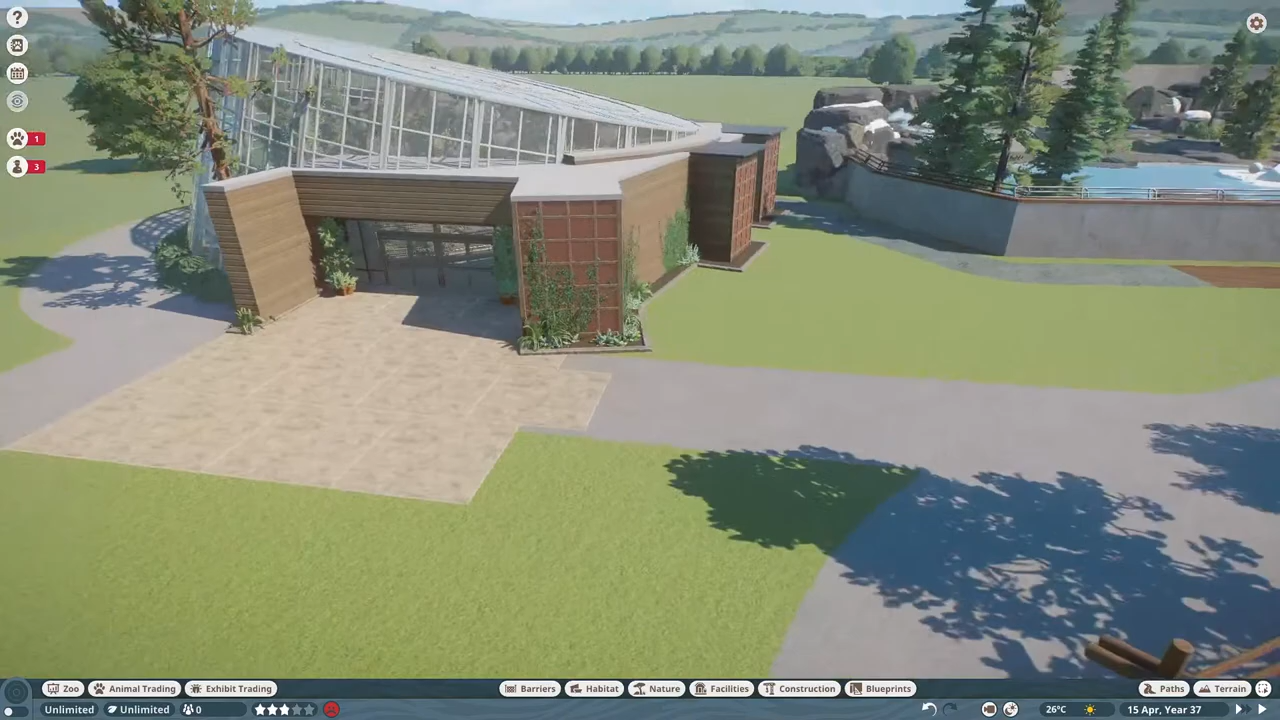 ?
1
3
Zoo Animal Trading Exhibit Trading Barriers Habitat Nature Facilities Construction Blueprints Paths Terrain
Unlimited Unlimited 0 26°C 15 Apr, Year 37